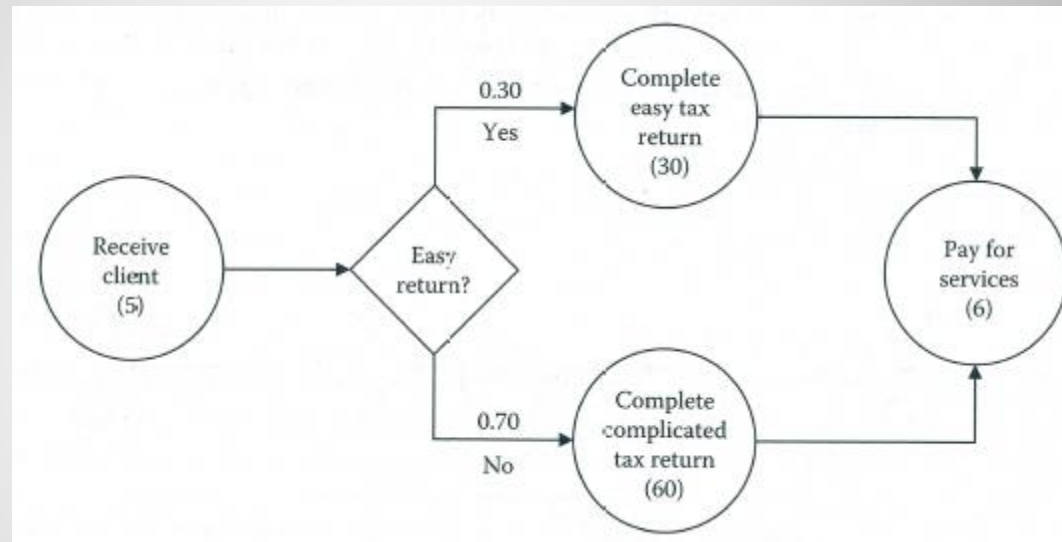 Receive
client
(5)
Easy
return?
0.30
Yes
Complete
easy tax
return
(30)
0.70
No
Complete
complicated
tax return
(60)
Pay for
services
(6)